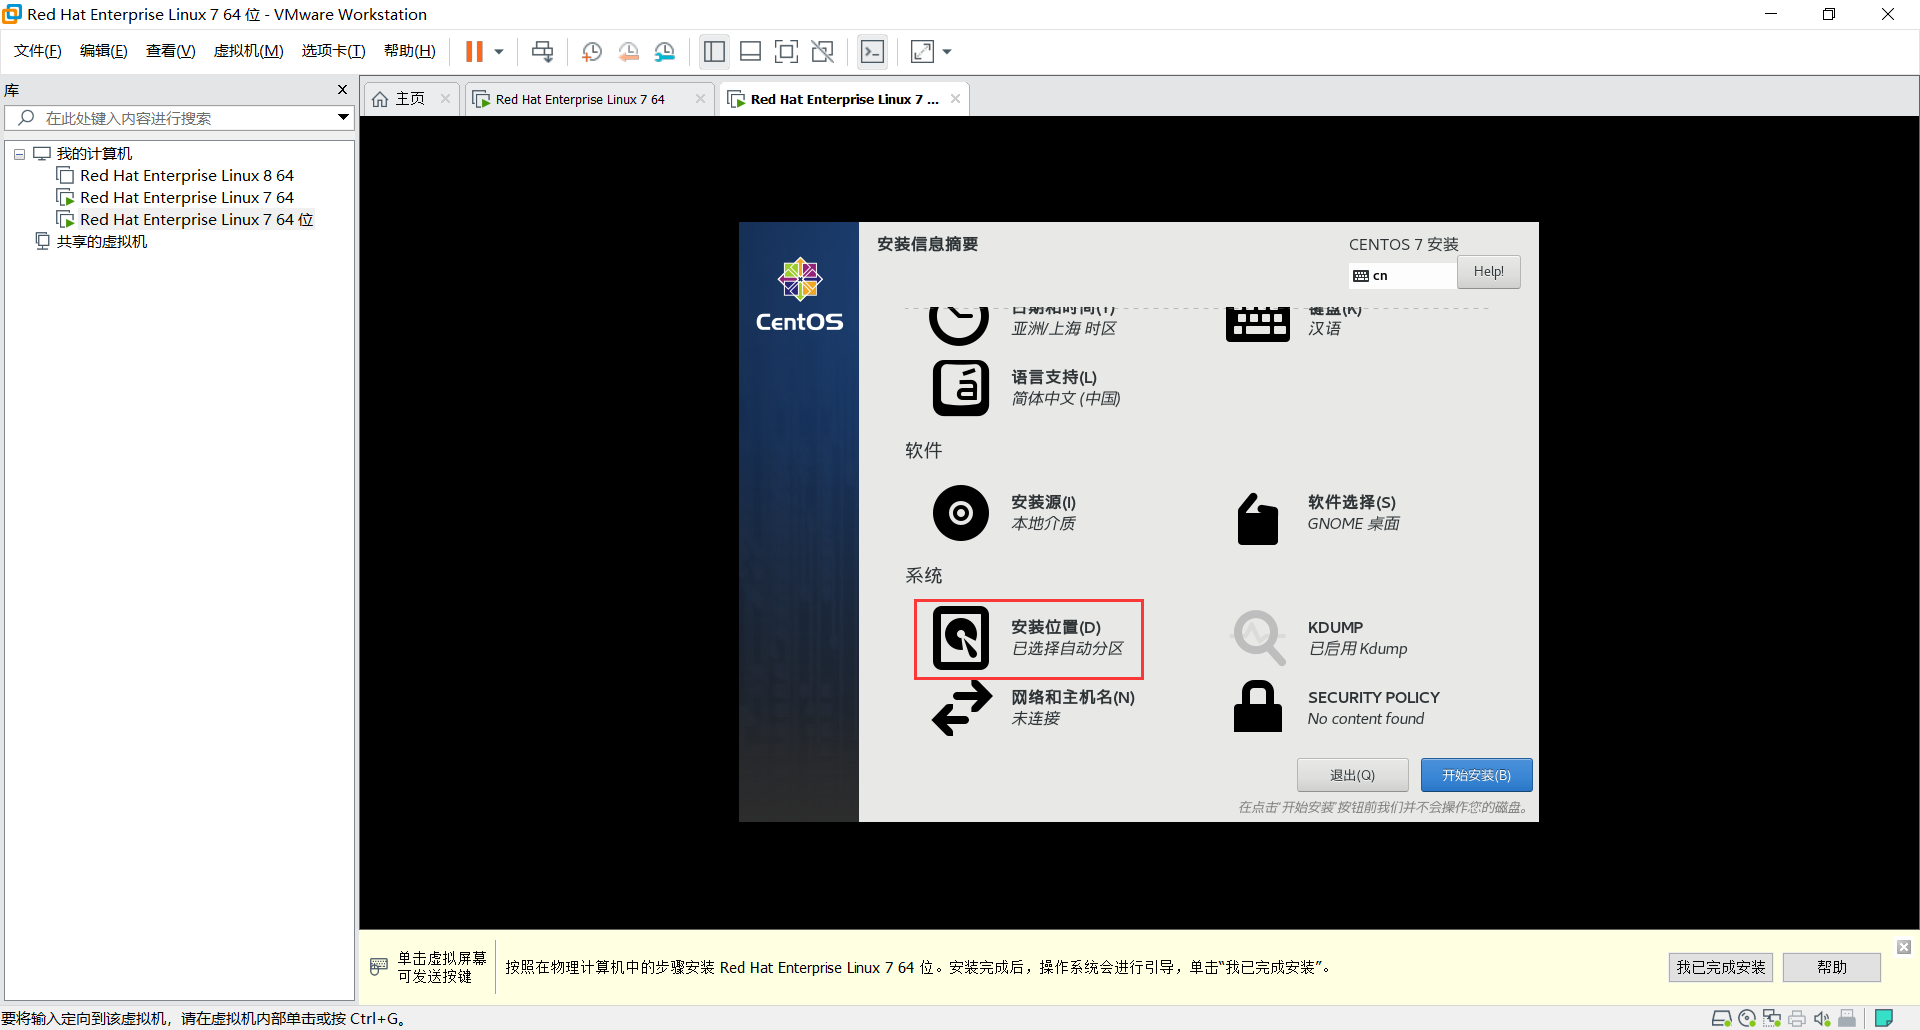 Red Hat Enterprise Linux 7 64 位 - VMware Workstation
文件(F) 编辑(E) 查看(V) 虚拟机(M) 选项卡(T) 帮助(H)
库
在此处键入内容进行搜索
我的计算机
Red Hat Enterprise Linux 8 64
Red Hat Enterprise Linux 7 64
Red Hat Enterprise Linux 7 64 位
共享的虚拟机
主页
Red Hat Enterprise Linux 7 64
Red Hat Enterprise Linux 7 ...
CentOS
安装信息摘要
CENTOS 7 安装
cn
Help!
日期和时间(T)
亚洲/上海 时区
键盘(K)
汉语
语言支持(L)
简体中文 (中国)
软件
安装源(I)
本地介质
软件选择(S)
GNOME 桌面
系统
安装位置(D)
已选择自动分区
KDUMP
已启用 Kdump
网络和主机名(N)
未连接
SECURITY POLICY
No content found
退出(Q)
开始安装(B)
在点击'开始安装'按钮前我们并不会操作您的磁盘。
单击虚拟屏幕
可发送按键
按照在物理计算机中的步骤安装 Red Hat Enterprise Linux 7 64 位。安装完成后，操作系统会进行引导，单击“我已完成安装”。
我已完成安装
帮助
要将输入定向到该虚拟机，请在虚拟机内部单击或按 Ctrl+G。